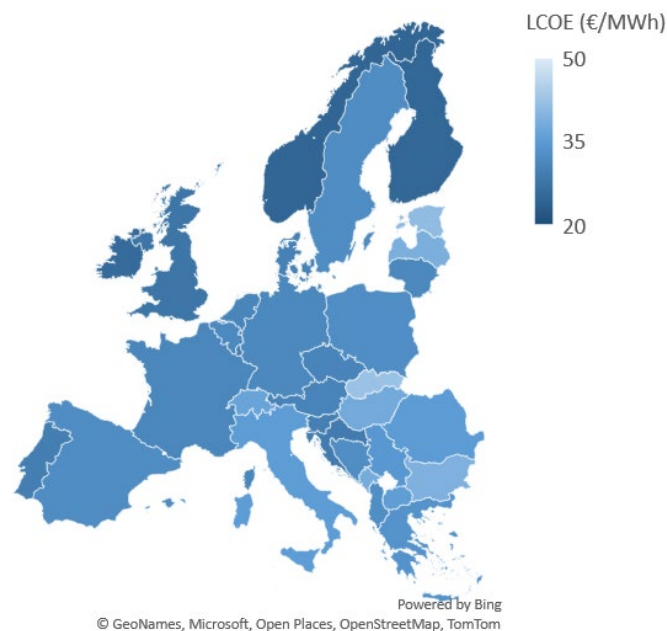 LCOE (€/MWh)
50
35
20
Powered by Bing
© GeoNames, Microsoft, Open Places, OpenStreetMap, TomTom